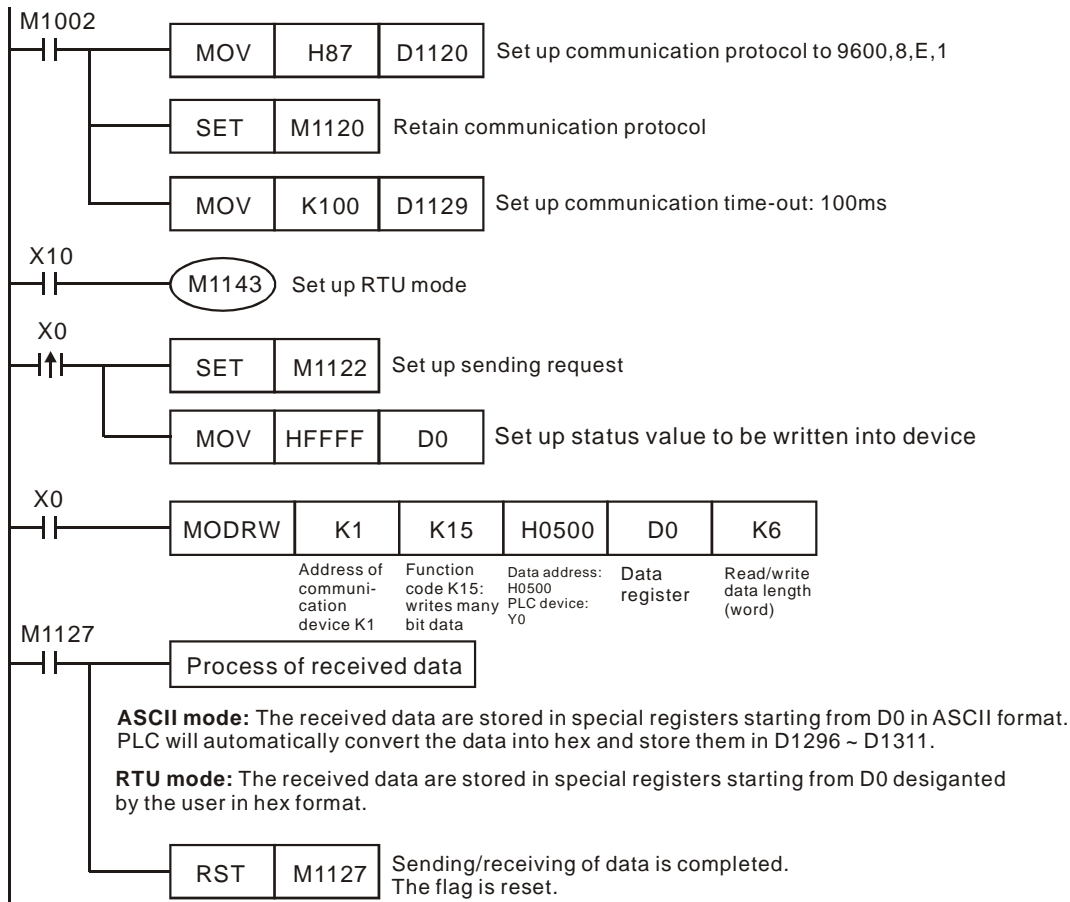 M1002
MOV H87 D1120 Set up communication protocol to 9600,8,E,1
SET M1120 Retain communication protocol
MOV K100 D1129 Set up communication time-out: 100ms
X10
M1143 Set up RTU mode
X0
SET M1122 Set up sending request
MOV HFFFF D0 Set up status value to be written into device
X0
MODRW K1 K15 H0500 D0 K6
Address of
communi-
cation
device K1
Function
code K15:
writes many
bit data
Data address:
H0500
PLC device:
Y0
Data
register
Read/write
data length
(word)
M1127
Process of received data
ASCII mode: The received data are stored in special registers starting from D0 in ASCII format.
PLC will automatically convert the data into hex and store them in D1296 ~ D1311.
RTU mode: The received data are stored in special registers starting from D0 desiganted
by the user in hex format.
RST M1127
Sending/receiving of data is completed.
The flag is reset.